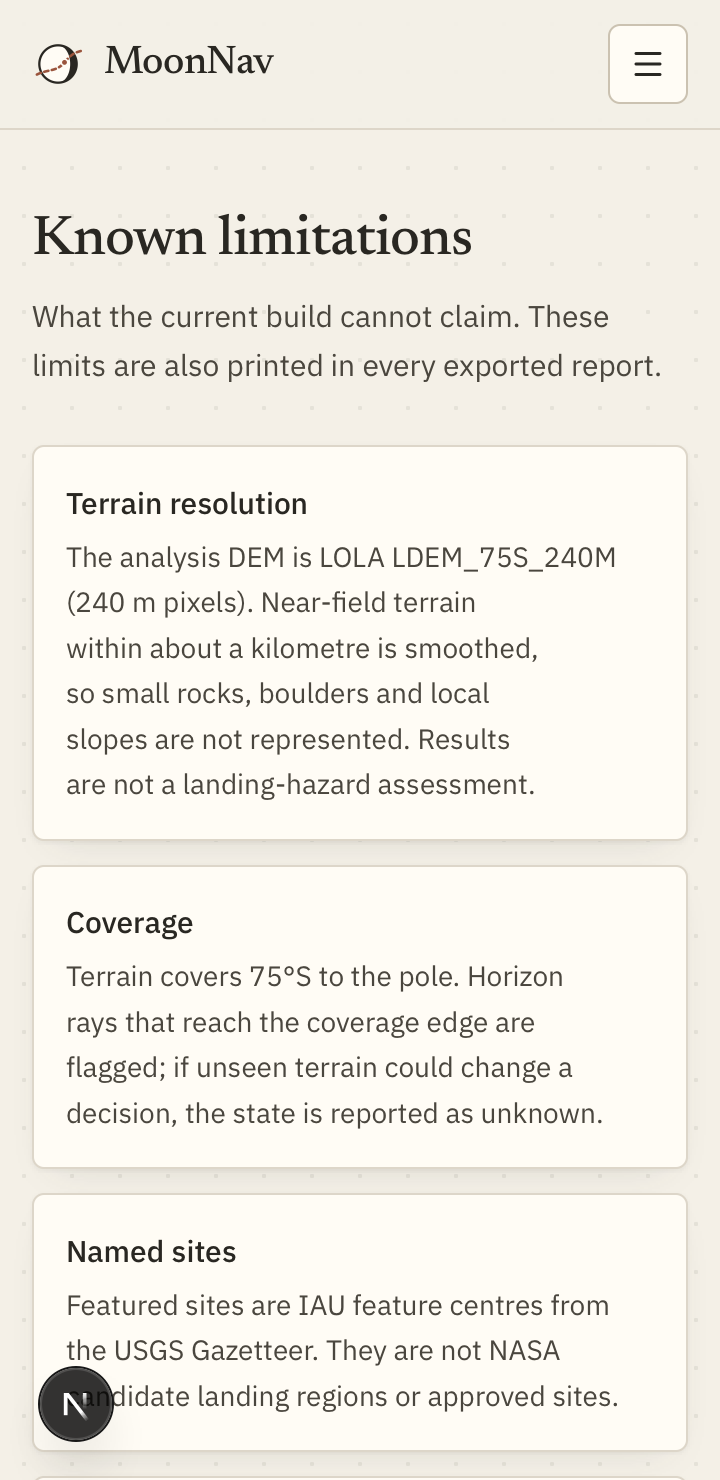 MoonNav
Known limitations
What the current build cannot claim. These
limits are also printed in every exported report.
Terrain resolution
The analysis DEM is LOLA LDEM_75S_240M
(240 m pixels). Near-field terrain
within about a kilometre is smoothed,
so small rocks, boulders and local
slopes are not represented. Results
are not a landing-hazard assessment.
Coverage
Terrain covers 75°S to the pole. Horizon
rays that reach the coverage edge are
flagged; if unseen terrain could change a
decision, the state is reported as unknown.
Named sites
Featured sites are IAU feature centres from
the USGS Gazetteer. They are not NASA
candidate landing regions or approved sites.
N